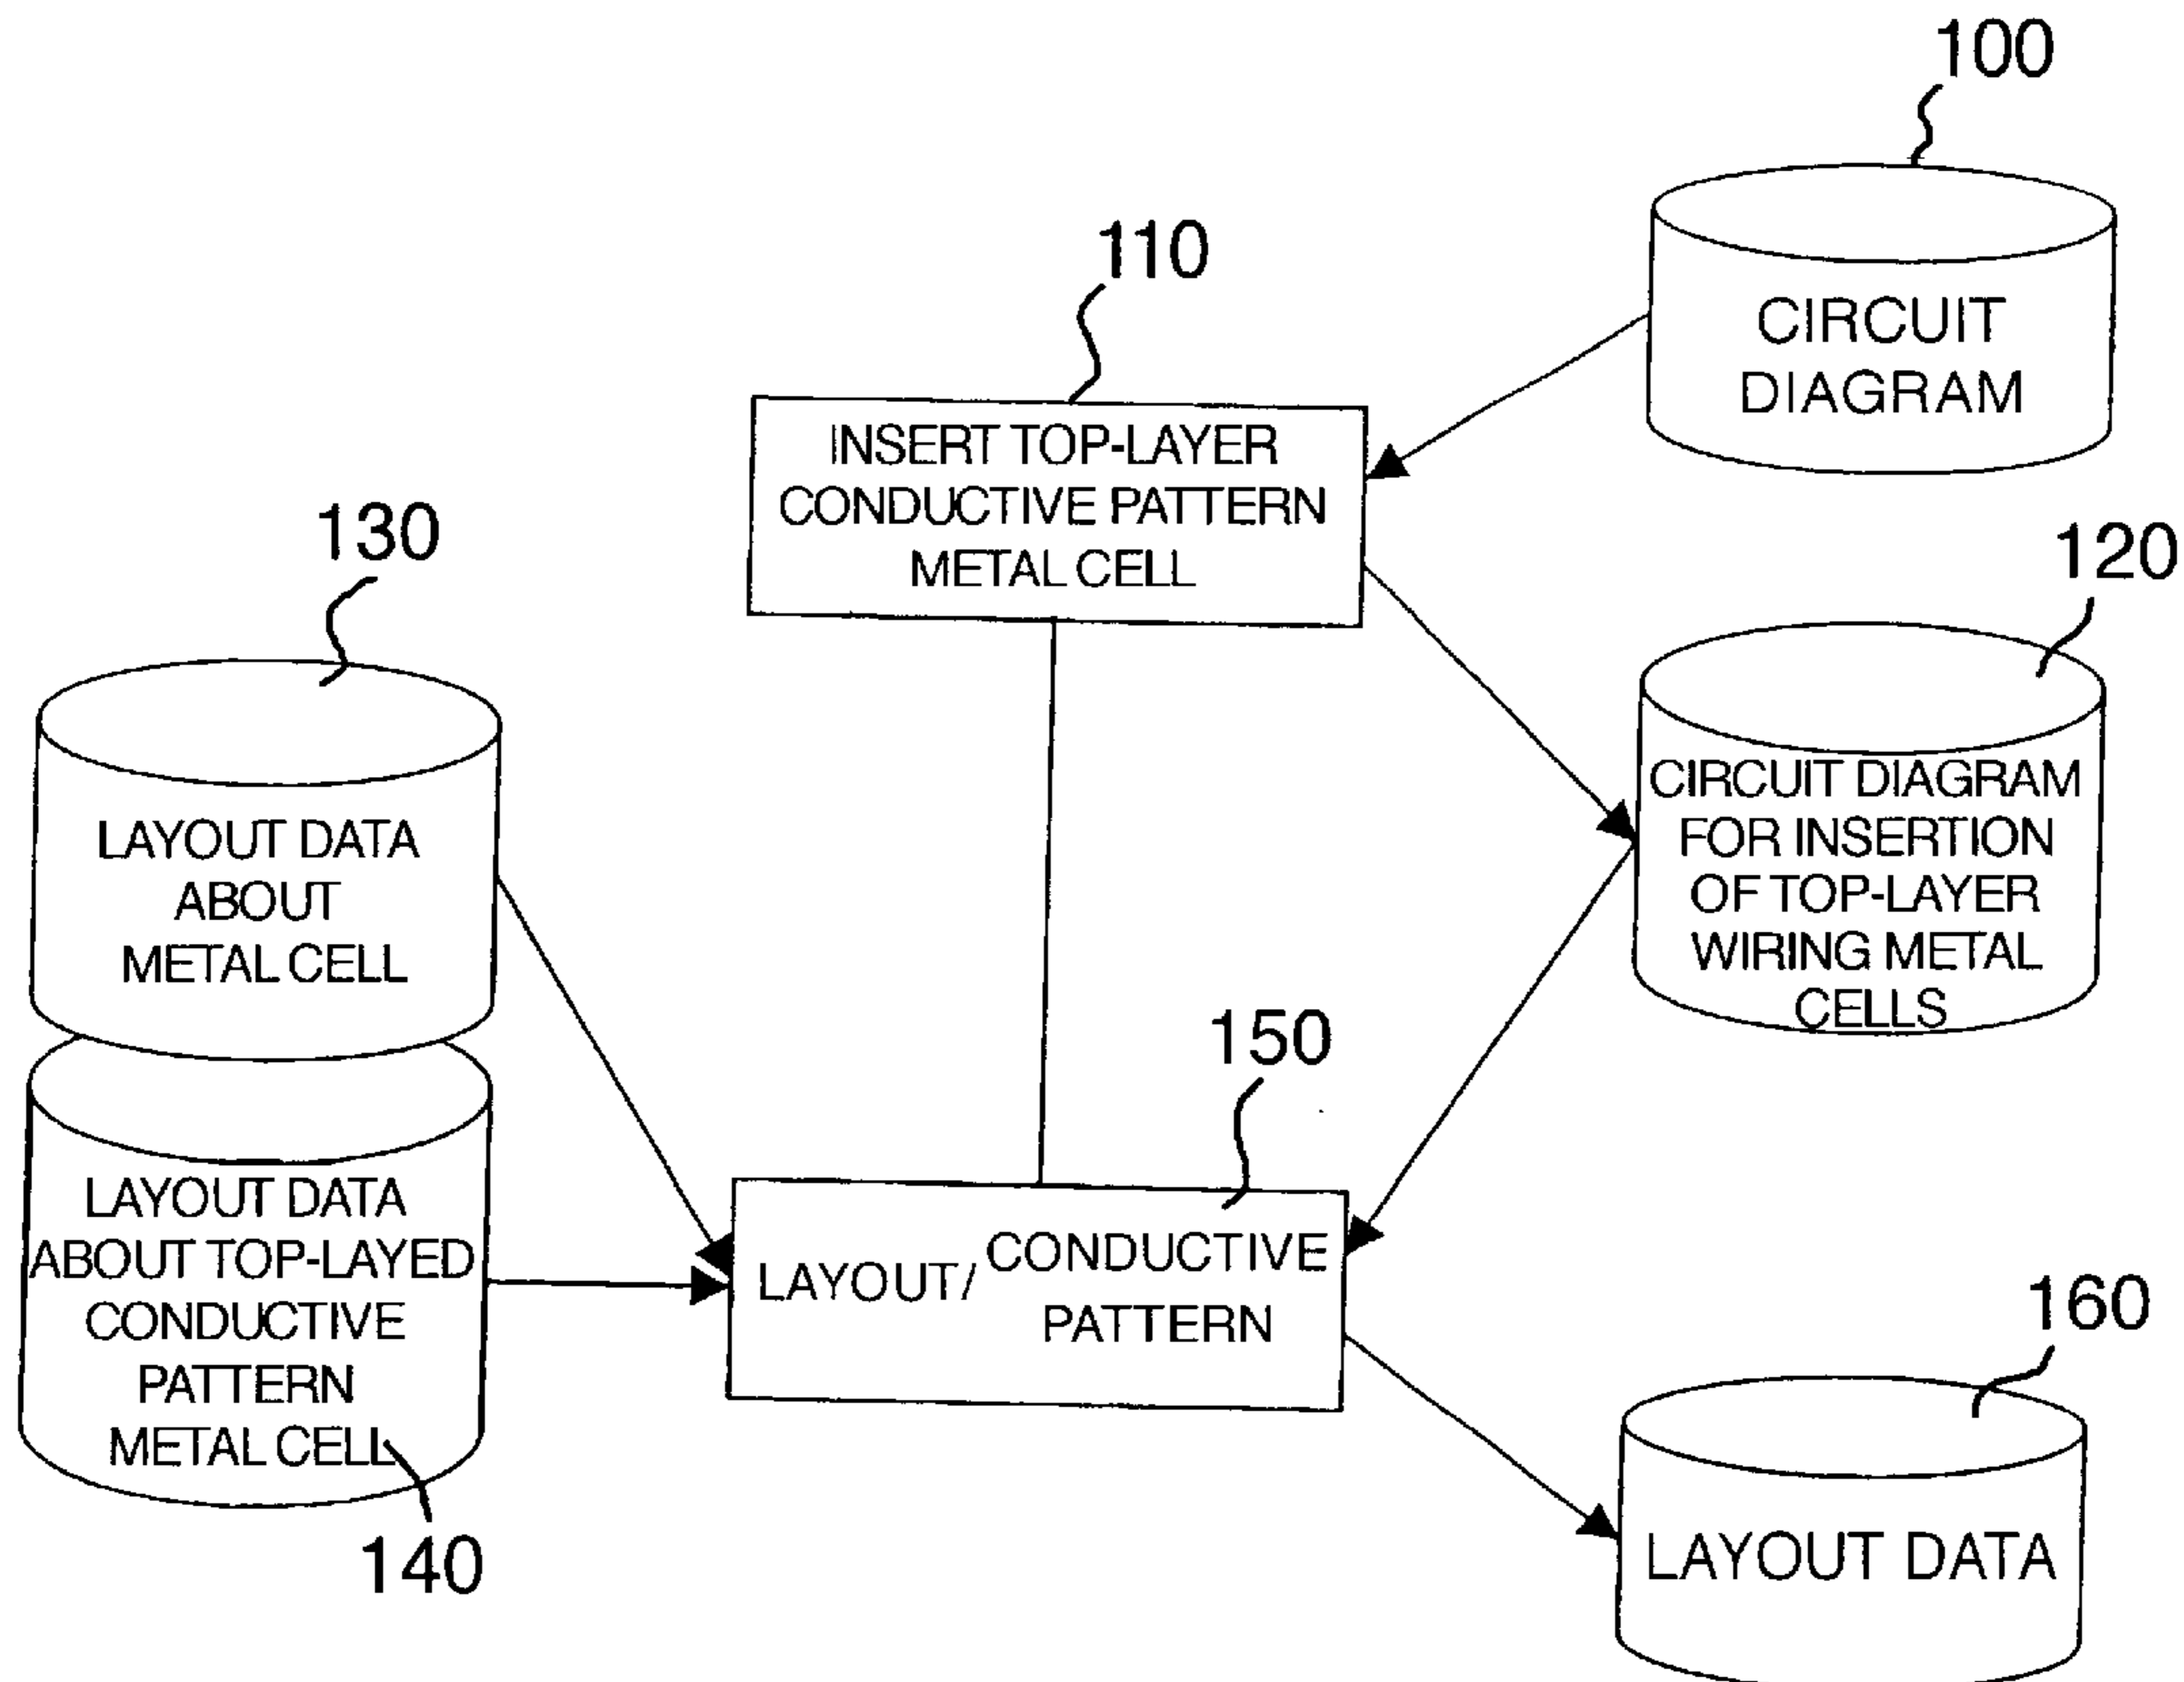 100
CIRCUIT
DIAGRAM
110
INSERT TOP-LAYER
CONDUCTIVE PATTERN
METAL CELL
120
CIRCUIT DIAGRAM
FOR INSERTION
OF TOP-LAYER
WIRING METAL
CELLS
130
LAYOUT DATA
ABOUT
METAL CELL
LAYOUT DATA
ABOUT TOP-LAYED
CONDUCTIVE
PATTERN
METAL CELL
140
150
LAYOUT/ CONDUCTIVE
PATTERN
160
LAYOUT DATA